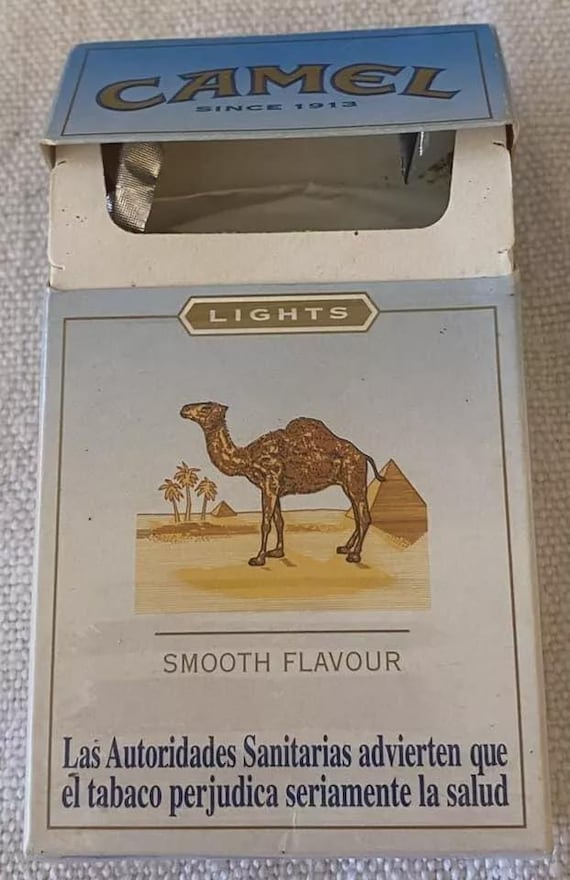 CAMEL
SINCE 1913
LIGHTS
SMOOTH FLAVOUR
Las Autoridades Sanitarias advierten que
el tabaco perjudica seriamente la salud